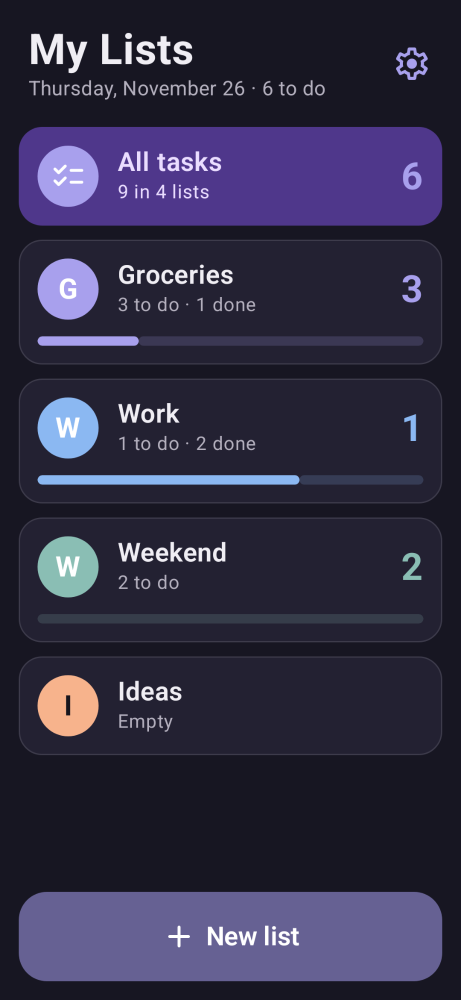 My Lists
Thursday, November 26 · 6 to do
All tasks
9 in 4 lists
6
G
Groceries
3 to do · 1 done
3
W
Work
1 to do · 2 done
1
W
Weekend
2 to do
2
I
Ideas
Empty
New list